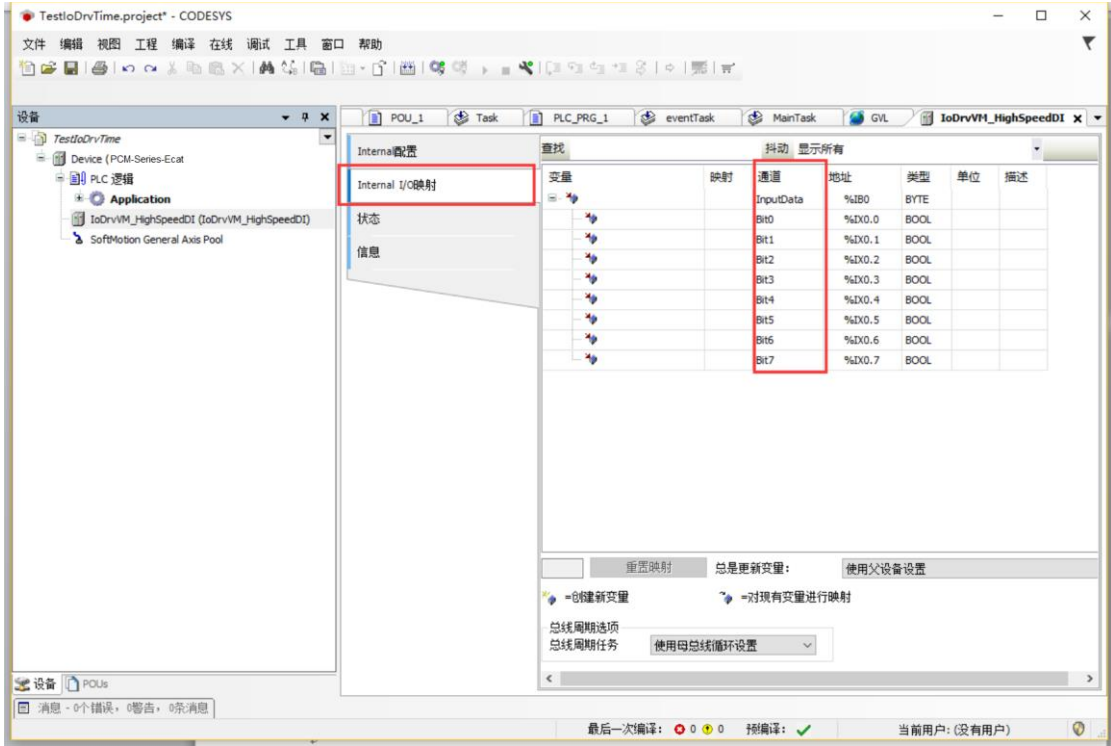 TestIoDrvTime.project* - CODESYS
文件 编辑 视图 工程 编译 在线 调试 工具 窗口 帮助
设备
POU_1 Task PLC_PRG_1 eventTask MainTask GVL IoDrvVM_HighSpeedDI
TestIoDrvTime
Device (PCM-Series-Ecat
PLC 逻辑
Application
IoDrvVM_HighSpeedDI (IoDrvVM_HighSpeedDI)
SoftMotion General Axis Pool
Internal配置
Internal I/O映射
状态
信息
查找 抖动 显示所有
变量 映射 通道 地址 类型 单位 描述
InputData %IB0 BYTE
Bit0 %IX0.0 BOOL
Bit1 %IX0.1 BOOL
Bit2 %IX0.2 BOOL
Bit3 %IX0.3 BOOL
Bit4 %IX0.4 BOOL
Bit5 %IX0.5 BOOL
Bit6 %IX0.6 BOOL
Bit7 %IX0.7 BOOL
重置映射 总是更新变量: 使用父设备设置
=创建新变量 =对现有变量进行映射
总线周期选项
总线周期任务 使用母总线循环设置
设备 POUs
消息 - 0个错误, 0警告, 0条消息
最后一次编译: 0 0 预编译: 当前用户: (没有用户)